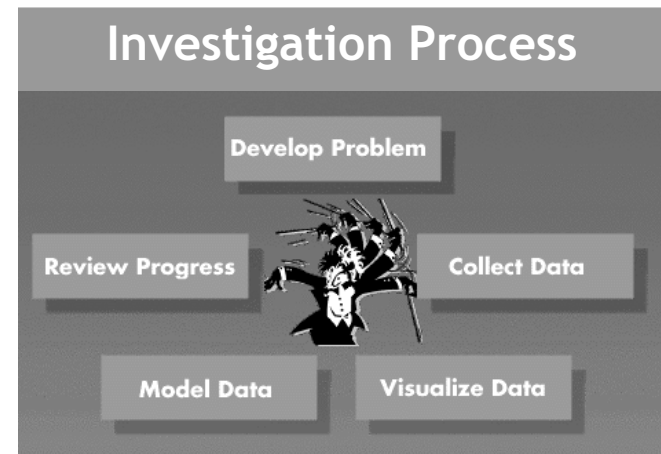 Investigation Process
Develop Problem
Review Progress
Collect Data
Model Data
Visualize Data